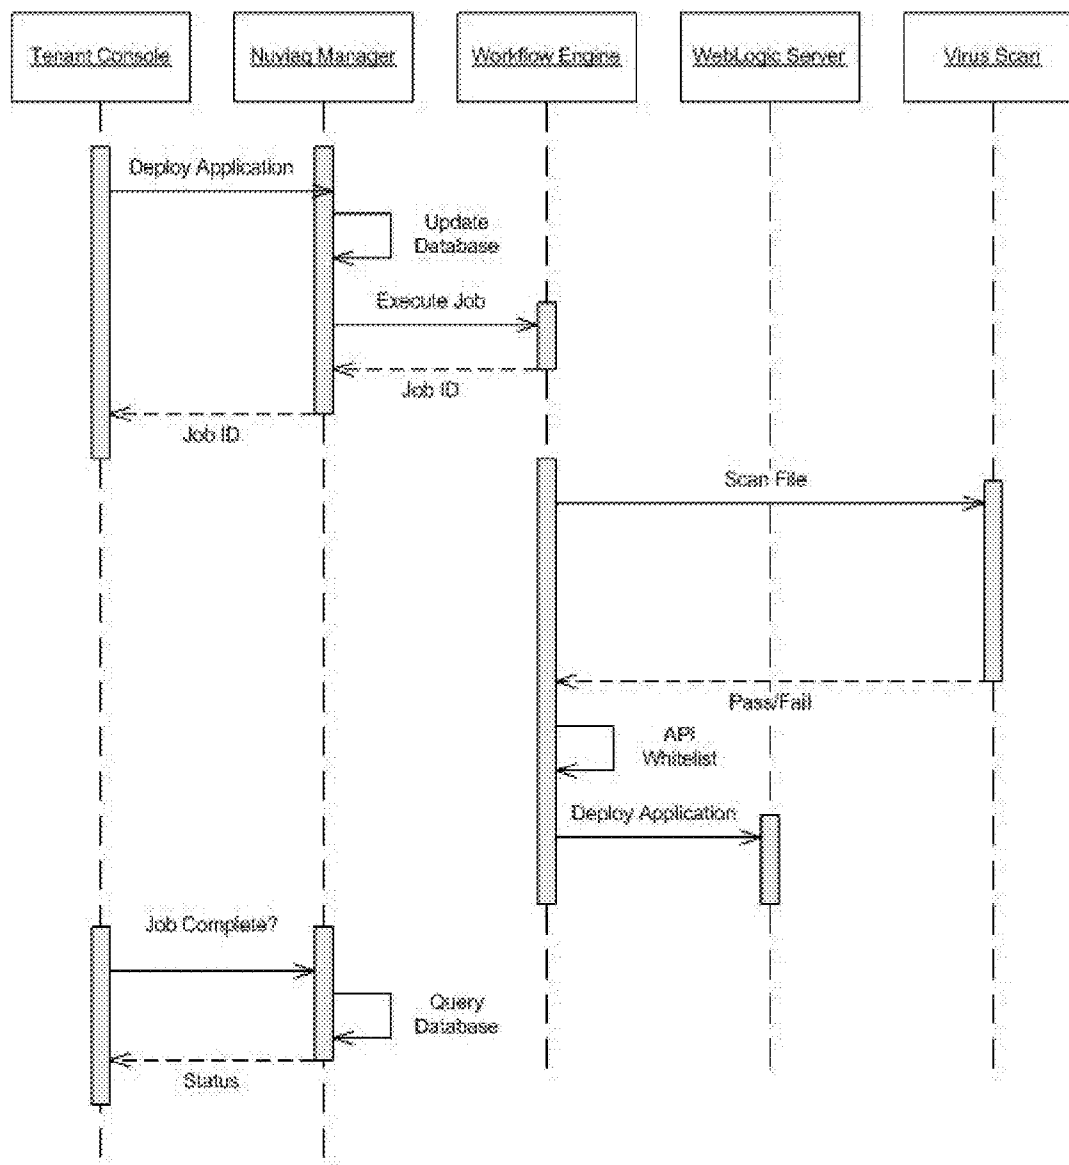 Tenant Console
Nuviaq Manager
Workflow Engine
WebLogic Server
Virus Scan
Deploy Application
Update
Database
Execute Job
Job ID
Job ID
Scan File
Pass/Fail
API
Whitelist
Deploy Application
Job Complete?
Query
Database
Status